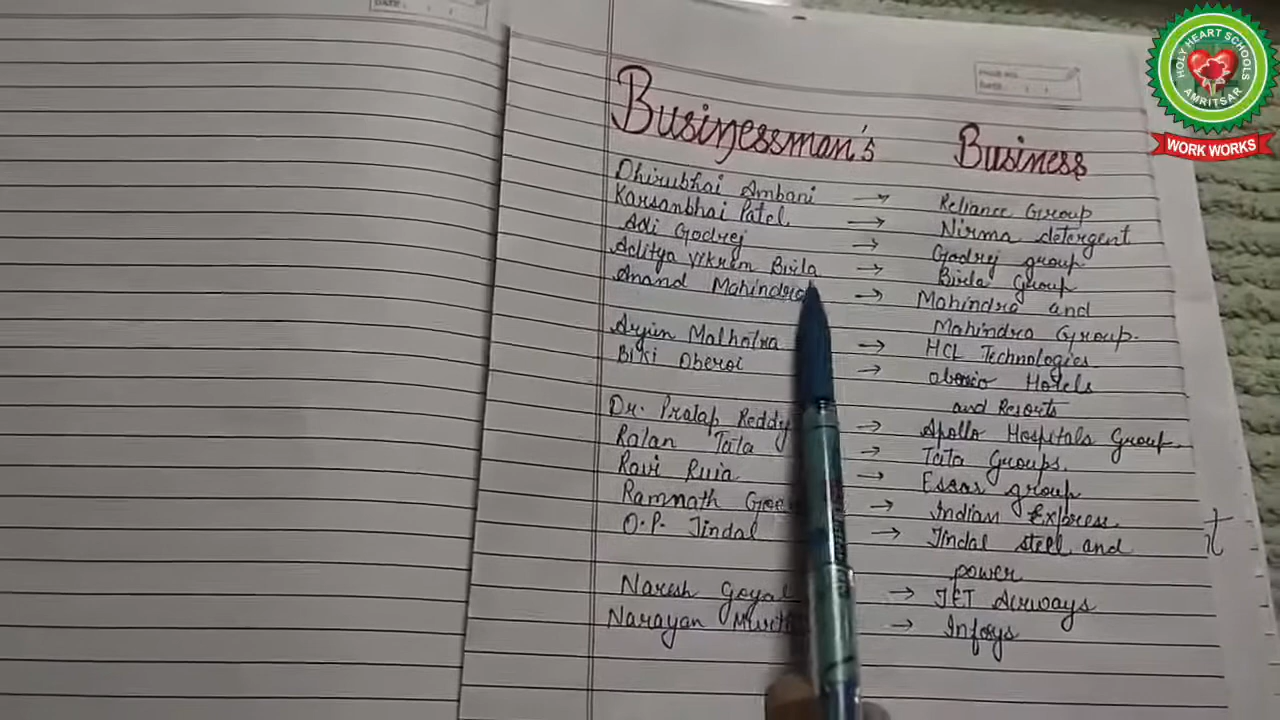 Businessman's Business
Dhirubhai Ambani → Reliance Group
Karsanbhai Patel → Nirma detergent
Adi Godrej → Godrej group.
Aditya Vikram Birla → Birla Group
Anand Mahindra → Mahindra and
Mahindra Group.
Arjun Malhotra → HCL Technologies
Biki Oberoi → Hotels
and Resorts
Dr. Pratap Reddy → Apollo Hospitals Group.
Ratan Tata → Tata Groups.
Ravi Ruia → Essar group
Ramnath → Indian Express
O.P. Jindal → Jindal steel and
power
Naresh Goyal → JET Airways
Narayan → Infosys
HOLY HEART SCHOOLS
AMRITSAR
WORK WORKS